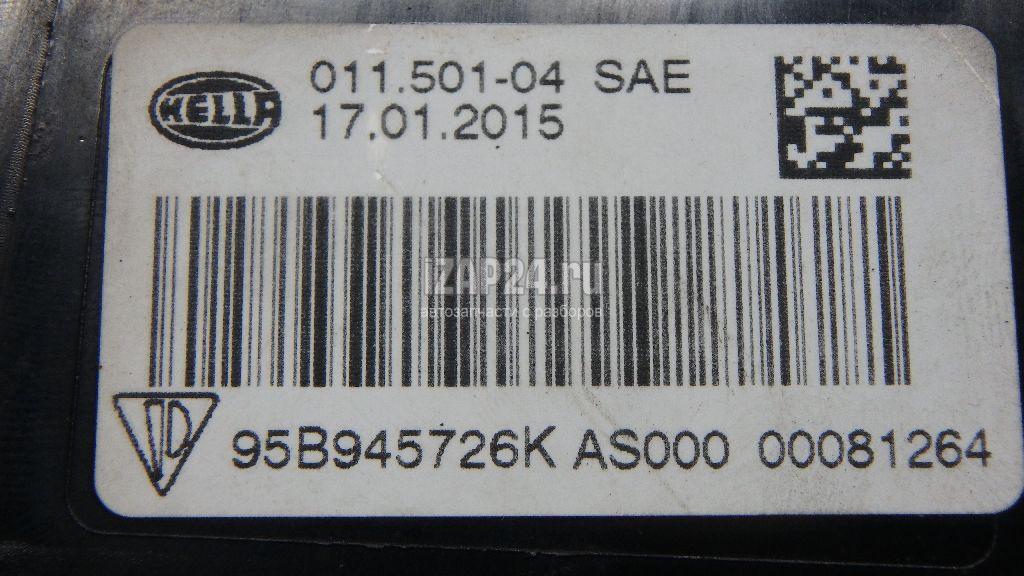 HELLA
011.501-04 SAE
17.01.2015
iZAP24.ru
автозапчасти с разборов
95B945726K AS000 00081264